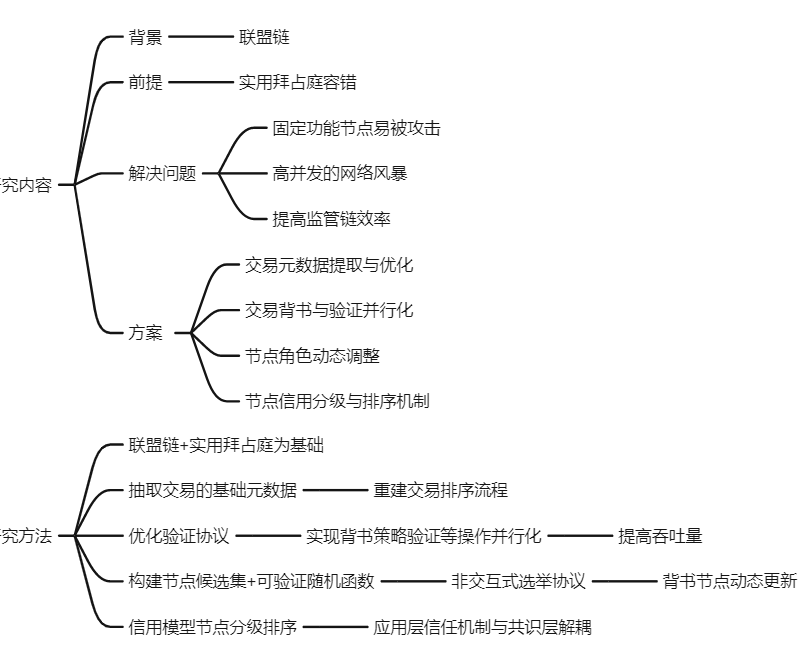 究内容
背景
联盟链
前提
实用拜占庭容错
解决问题
固定功能节点易被攻击
高并发的网络风暴
提高监管链效率
方案
交易元数据提取与优化
交易背书与验证并行化
节点角色动态调整
节点信用分级与排序机制
究方法
联盟链+实用拜占庭为基础
抽取交易的基础元数据
重建交易排序流程
优化验证协议
实现背书策略验证等操作并行化
提高吞吐量
构建节点候选集+可验证随机函数
非交互式选举协议
背书节点动态更新
信用模型节点分级排序
应用层信任机制与共识层解耦